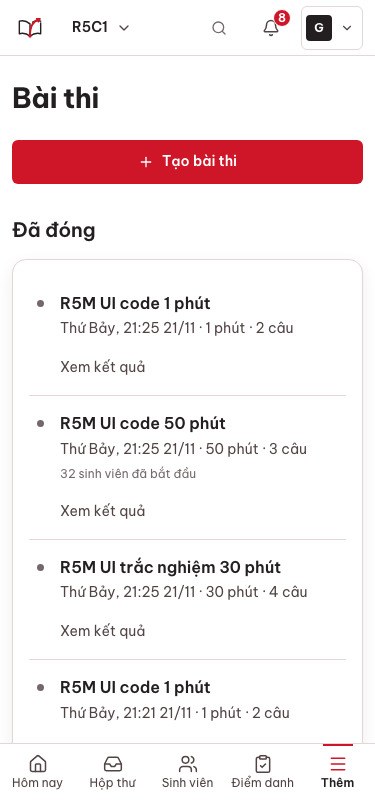 R5C1
8
G
Bài thi
Tạo bài thi
Đã đóng
R5M UI code 1 phút
Thứ Bảy, 21:25 21/11 · 1 phút · 2 câu
Xem kết quả
R5M UI code 50 phút
Thứ Bảy, 21:25 21/11 · 50 phút · 3 câu
32 sinh viên đã bắt đầu
Xem kết quả
R5M UI trắc nghiệm 30 phút
Thứ Bảy, 21:25 21/11 · 30 phút · 4 câu
Xem kết quả
R5M UI code 1 phút
Thứ Bảy, 21:21 21/11 · 1 phút · 2 câu
Hôm nay
Hộp thư
Sinh viên
Điểm danh
Thêm